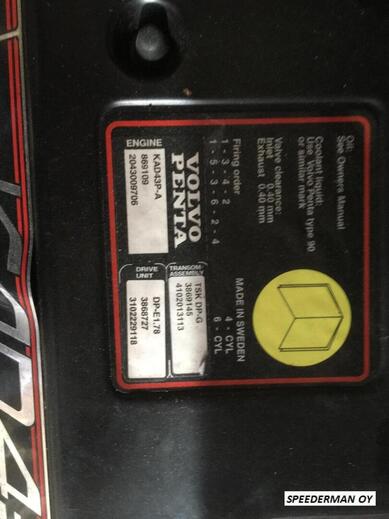 Oil:
See Owners Manual
Coolant liquid:
Use Volvo Penta type 90
or similar mark
Valve clearance:
Inlet 0.40 mm
Exhaust 0.40 mm
Firing order
1 - 3 - 4 - 2 4 - CYL
1 - 5 - 3 - 6 - 2 - 4 6 - CYL
MADE IN SWEDEN
VOLVO
PENTA
ENGINE
KAD43P-A
869109
2043009706
TRANSOM-
ASSEMBLY
TSK DP-G
3869145
4102013113
DRIVE
UNIT
DP-E1,78
3868727
3102229118
SPEEDERMAN OY